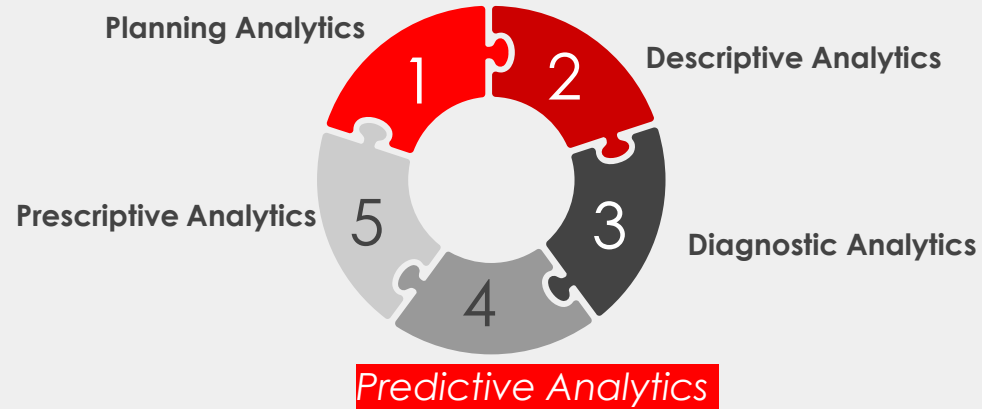 Planning Analytics
1
2
Descriptive Analytics
Prescriptive Analytics
5
3
Diagnostic Analytics
4
Predictive Analytics